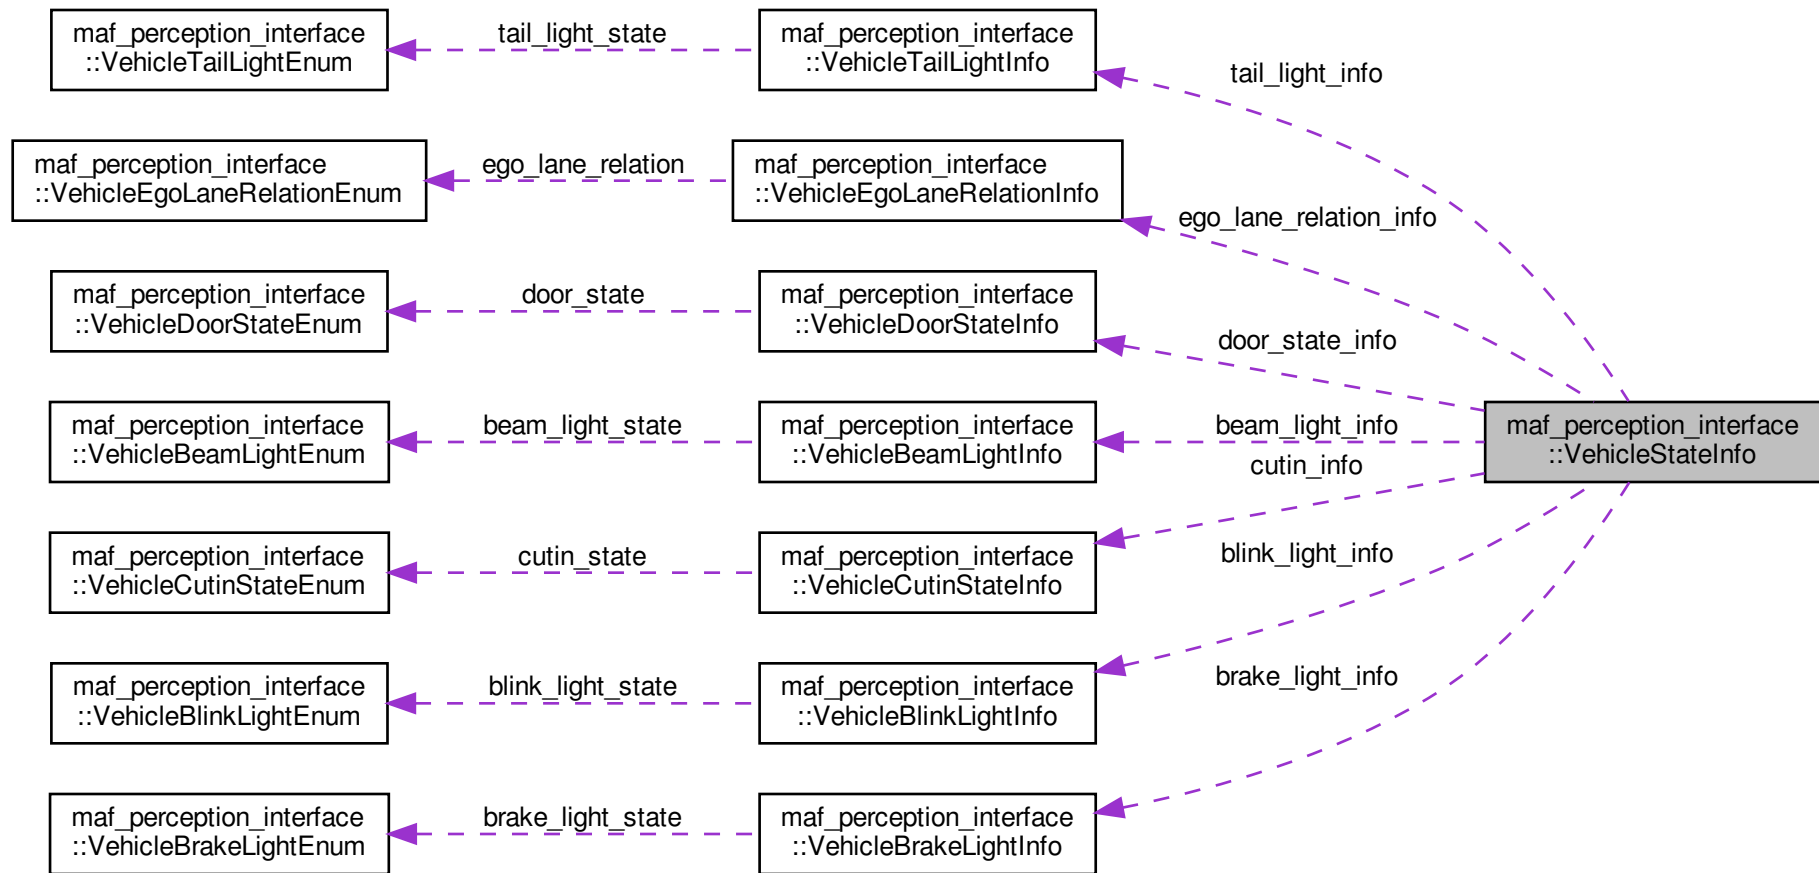 maf_perception_interface
::VehicleTailLightEnum
tail_light_state
maf_perception_interface
::VehicleTailLightInfo
tail_light_info
maf_perception_interface
::VehicleEgoLaneRelationEnum
ego_lane_relation
maf_perception_interface
::VehicleEgoLaneRelationInfo
ego_lane_relation_info
maf_perception_interface
::VehicleDoorStateEnum
door_state
maf_perception_interface
::VehicleDoorStateInfo
door_state_info
maf_perception_interface
::VehicleBeamLightEnum
beam_light_state
maf_perception_interface
::VehicleBeamLightInfo
beam_light_info
maf_perception_interface
::VehicleStateInfo
cutin_info
maf_perception_interface
::VehicleCutinStateEnum
cutin_state
maf_perception_interface
::VehicleCutinStateInfo
blink_light_info
maf_perception_interface
::VehicleBlinkLightEnum
blink_light_state
maf_perception_interface
::VehicleBlinkLightInfo
brake_light_info
maf_perception_interface
::VehicleBrakeLightEnum
brake_light_state
maf_perception_interface
::VehicleBrakeLightInfo